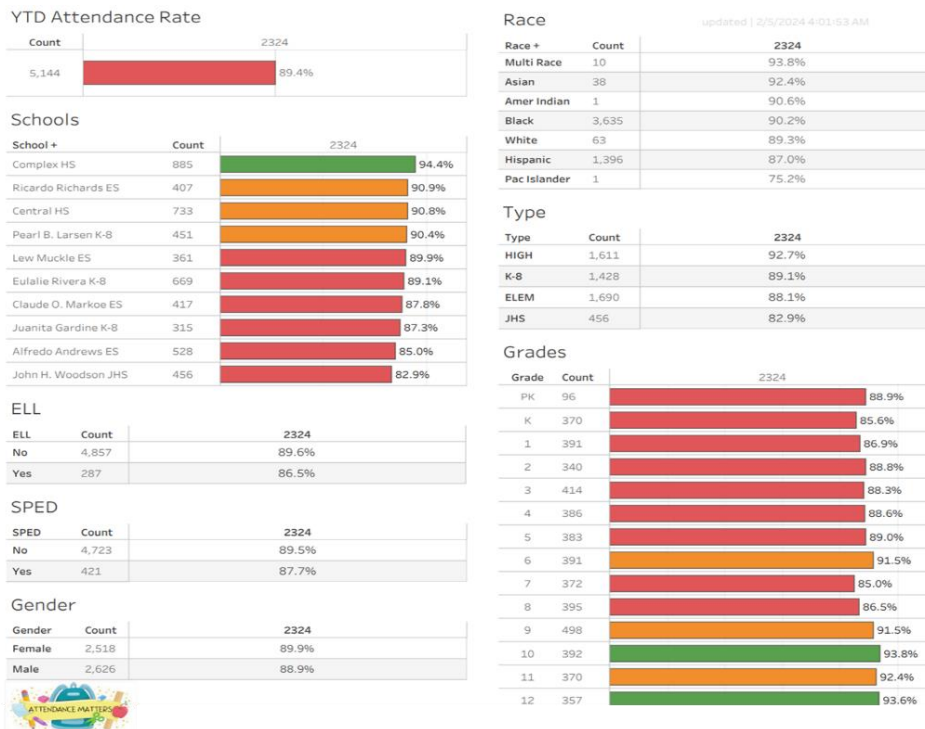 YTD Attendance Rate
Count 2324
5,144 89.4%
Schools
School + Count 2324
Complex HS 885 94.4%
Ricardo Richards ES 407 90.9%
Central HS 733 90.8%
Pearl B. Larsen K-8 451 90.4%
Lew Muckle ES 361 89.9%
Eulalie Rivera K-8 669 89.1%
Claude O. Markoe ES 417 87.8%
Juanita Gardine K-8 315 87.3%
Alfredo Andrews ES 528 85.0%
John H. Woodson JHS 456 82.9%
ELL
ELL Count 2324
No 4,857 89.6%
Yes 287 86.5%
SPED
SPED Count 2324
No 4,723 89.5%
Yes 421 87.7%
Gender
Gender Count 2324
Female 2,518 89.9%
Male 2,626 88.9%
ATTENDANCE MATTERS
Race updated | 2/5/2024 4:01:53 AM
Race + Count 2324
Multi Race 10 93.8%
Asian 38 92.4%
Amer Indian 1 90.6%
Black 3,635 90.2%
White 63 89.3%
Hispanic 1,396 87.0%
Pac Islander 1 75.2%
Type
Type Count 2324
HIGH 1,611 92.7%
K-8 1,428 89.1%
ELEM 1,690 88.1%
JHS 456 82.9%
Grades
Grade Count 2324
PK 96 88.9%
K 370 85.6%
1 391 86.9%
2 340 88.8%
3 414 88.3%
4 386 88.6%
5 383 89.0%
6 391 91.5%
7 372 85.0%
8 395 86.5%
9 498 91.5%
10 392 93.8%
11 370 92.4%
12 357 93.6%